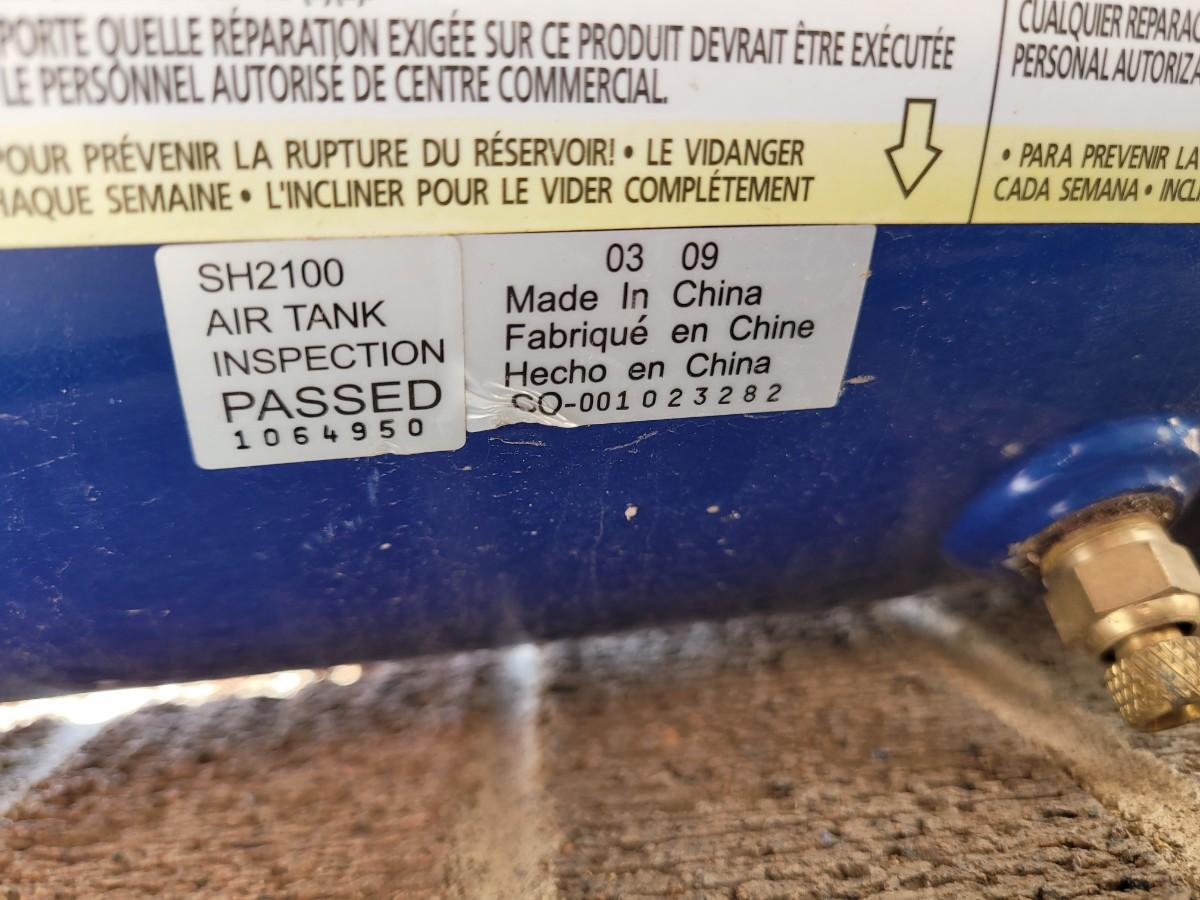 PORTE QUELLE RÉPARATION EXIGÉE SUR CE PRODUIT DEVRAIT ÊTRE EXÉCUTÉE
LE PERSONNEL AUTORISÉ DE CENTRE COMMERCIAL.
POUR PRÉVENIR LA RUPTURE DU RÉSERVOIR! • LE VIDANGER
HAQUE SEMAINE • L'INCLINER POUR LE VIDER COMPLÉTEMENT
CUALQUIER REPARAC
PERSONAL AUTORIZA
• PARA PREVENIR LA
CADA SEMANA • INCLI
SH2100
AIR TANK
INSPECTION
PASSED
1064950
03 09
Made In China
Fabriqué en Chine
Hecho en China
CO-001023282